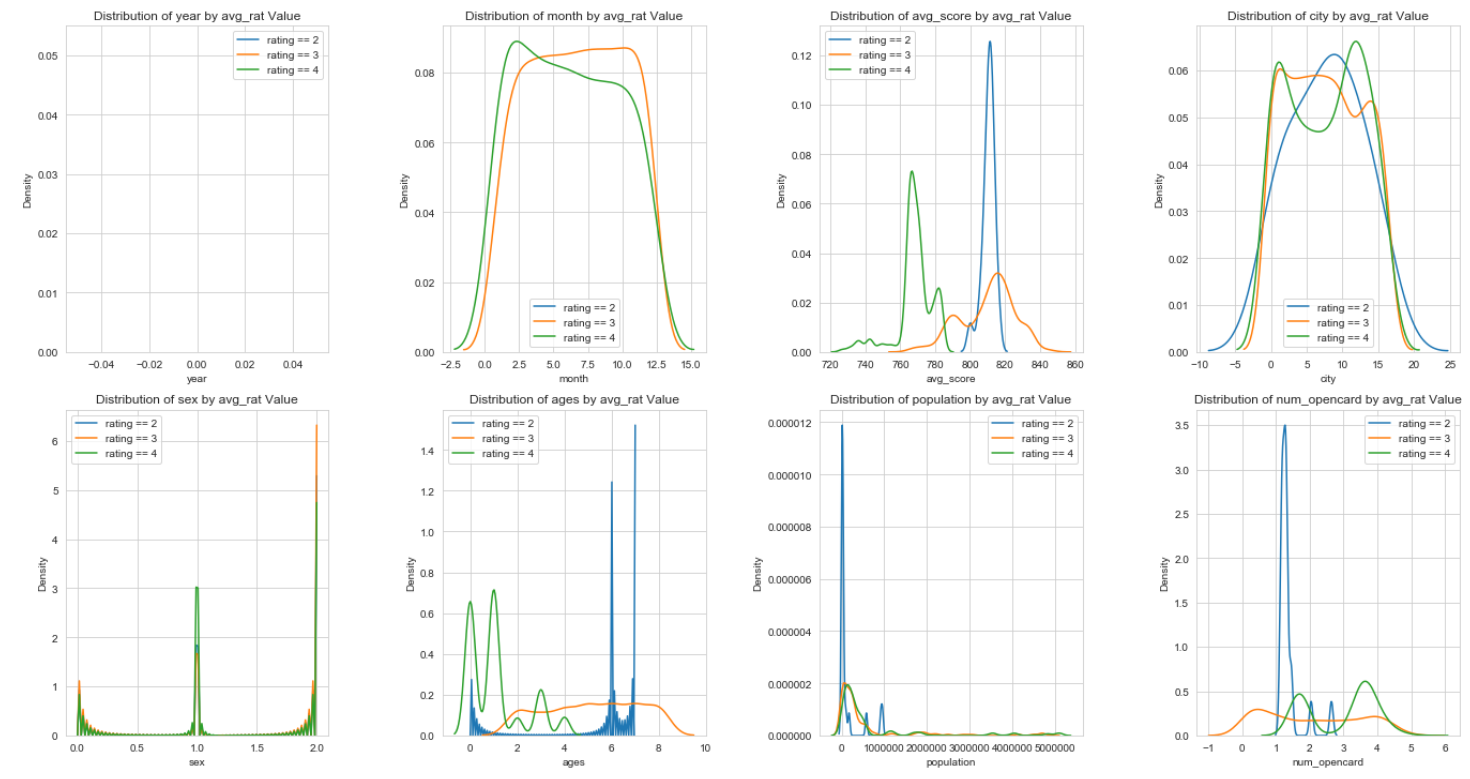 Distribution of year by avg_rat Value
0.05
0.04
0.03
0.02
0.01
0.00
Density
rating == 2
rating == 3
rating == 4
−0.04
−0.02
0.00
0.02
0.04
year
Distribution of month by avg_rat Value
0.08
0.06
0.04
0.02
0.00
Density
rating == 2
rating == 3
rating == 4
−2.5
0.0
2.5
5.0
7.5
10.0
12.5
15.0
month
Distribution of avg_score by avg_rat Value
0.12
0.10
0.08
0.06
0.04
0.02
0.00
Density
rating == 2
rating == 3
rating == 4
720
740
760
780
800
820
840
860
avg_score
Distribution of city by avg_rat Value
0.06
0.05
0.04
0.03
0.02
0.01
0.00
Density
rating == 2
rating == 3
rating == 4
−10
−5
0
5
10
15
20
25
city
Distribution of sex by avg_rat Value
6
5
4
3
2
1
0
Density
rating == 2
rating == 3
rating == 4
0.0
0.5
1.0
1.5
2.0
sex
Distribution of ages by avg_rat Value
1.4
1.2
1.0
0.8
0.6
0.4
0.2
0.0
Density
rating == 2
rating == 3
rating == 4
0
2
4
6
8
10
ages
Distribution of population by avg_rat Value
0.000012
0.000010
0.000008
0.000006
0.000004
0.000002
0.000000
Density
rating == 2
rating == 3
rating == 4
0
1000000
2000000
3000000
4000000
5000000
population
Distribution of num_opencard by avg_rat Value
3.5
3.0
2.5
2.0
1.5
1.0
0.5
0.0
Density
rating == 2
rating == 3
rating == 4
−1
0
1
2
3
4
5
6
num_opencard